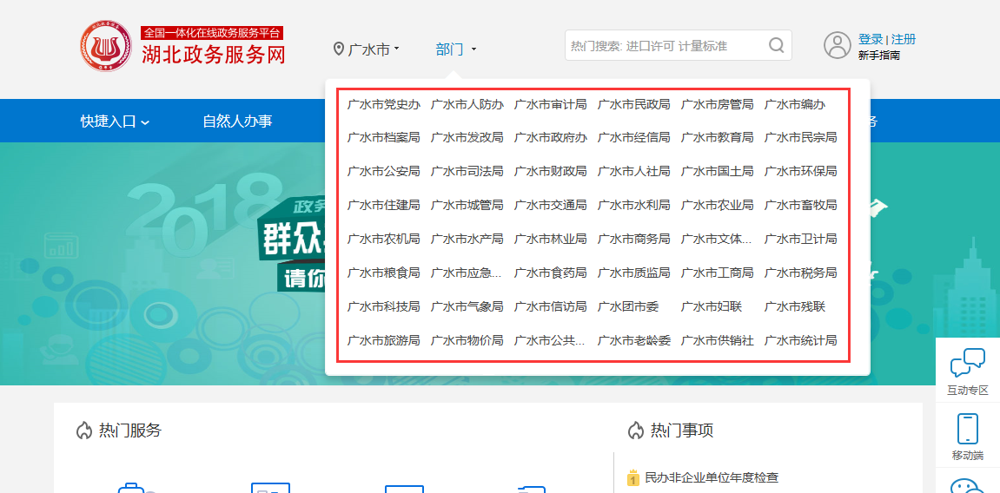 全国一体化在线政务服务平台
湖北政务服务网
广水市
部门
热门搜索: 进口许可 计量标准
登录 | 注册
新手指南
快捷入口
自然人办事
务
广水市党史办 广水市人防办 广水市审计局 广水市民政局 广水市房管局 广水市编办
广水市档案局 广水市发改局 广水市政府办 广水市经信局 广水市教育局 广水市民宗局
广水市公安局 广水市司法局 广水市财政局 广水市人社局 广水市国土局 广水市环保局
广水市住建局 广水市城管局 广水市交通局 广水市水利局 广水市农业局 广水市畜牧局
广水市农机局 广水市水产局 广水市林业局 广水市商务局 广水市文体... 广水市卫计局
广水市粮食局 广水市应急... 广水市食药局 广水市质监局 广水市工商局 广水市税务局
广水市科技局 广水市气象局 广水市信访局 广水团市委 广水市妇联 广水市残联
广水市旅游局 广水市物价局 广水市公共... 广水市老龄委 广水市供销社 广水市统计局
2018
政务
群众
请你
互动专区
移动端
热门服务
热门事项
1 民办非企业单位年度检查